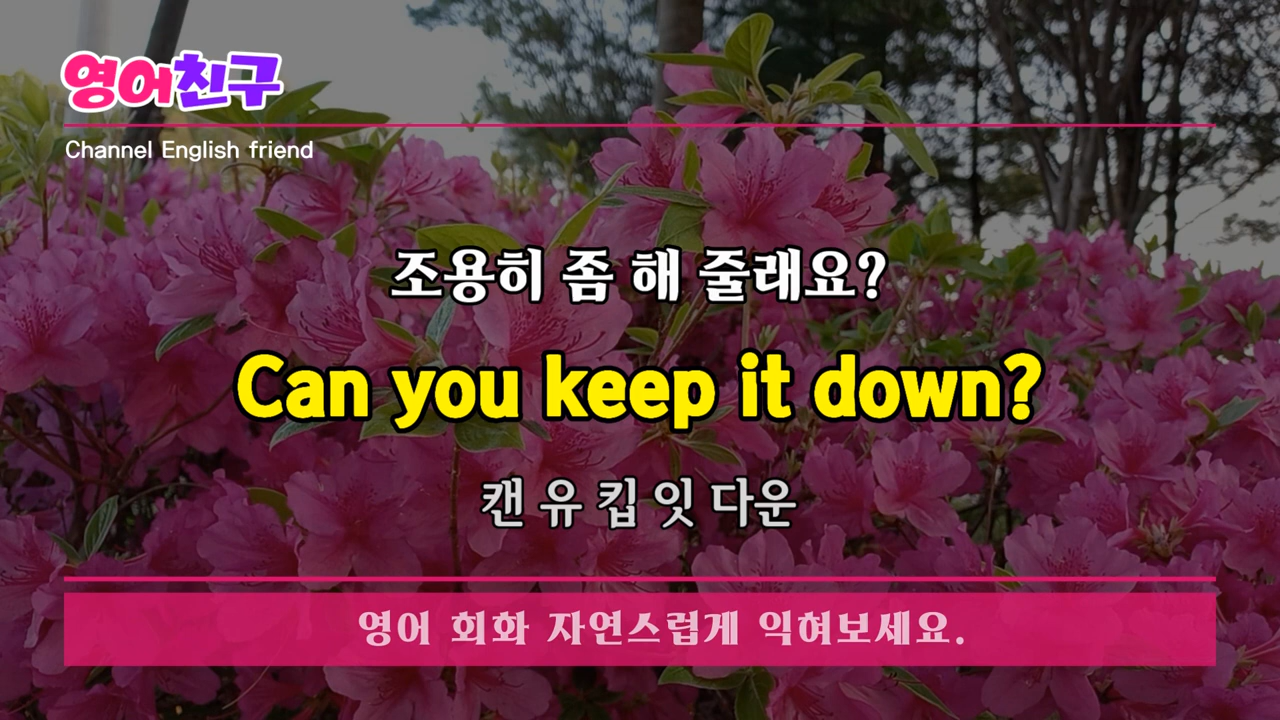 영어친구
Channel English friend
조용히 좀 해 줄래요?
Can you keep it down?
캔 유 킵 잇 다운
영어 회화 자연스럽게 익혀보세요.